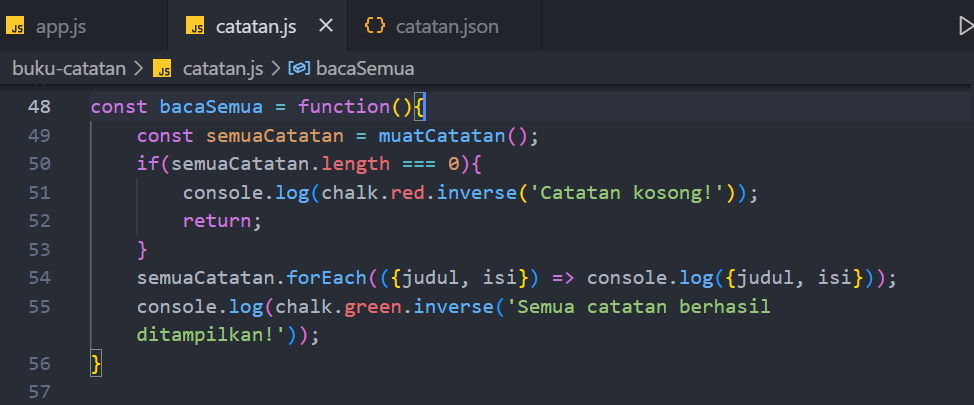 JS app.js JS catatan.js × {} catatan.json
buku-catatan > JS catatan.js > bacaSemua
48 const bacaSemua = function(){
49 const semuaCatatan = muatCatatan();
50 if(semuaCatatan.length === 0){
51 console.log(chalk.red.inverse('Catatan kosong!'));
52 return;
53 }
54 semuaCatatan.forEach(({judul, isi}) => console.log({judul, isi}));
55 console.log(chalk.green.inverse('Semua catatan berhasil
ditampilkan!'));
56 }
57